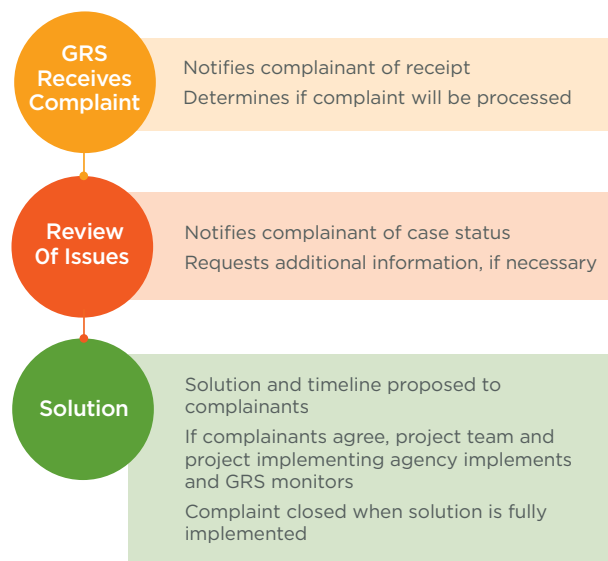 GRS
Receives
Complaint
Notifies complainant of receipt
Determines if complaint will be processed
Review
0f Issues
Notifies complainant of case status
Requests additional information, if necessary
Solution
Solution and timeline proposed to
complainants
If complainants agree, project team and
project implementing agency implements
and GRS monitors
Complaint closed when solution is fully
implemented